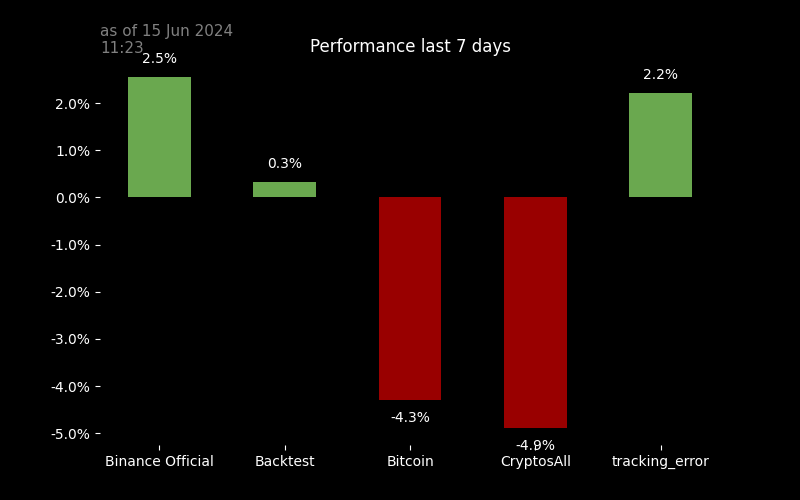 as of 15 Jun 2024
11:23
Performance last 7 days
2.5%
0.3%
-4.3%
-4.9%
2.2%
2.0%
1.0%
0.0%
-1.0%
-2.0%
-3.0%
-4.0%
-5.0%
Binance Official
Backtest
Bitcoin
CryptosAll
tracking_error